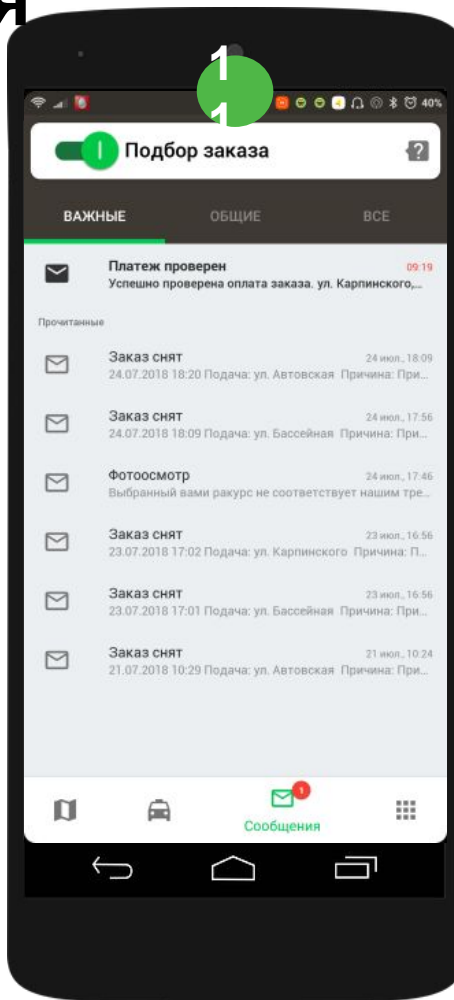 Я
1
1
40%
Подбор заказа
ВАЖНЫЕ ОБЩИЕ ВСЕ
Платеж проверен 09:19
Успешно проверена оплата заказа. ул. Карпинского,...
Прочитанные
Заказ снят 24 июл., 18:09
24.07.2018 18:20 Подача: ул. Автовская Причина: При...
Заказ снят 24 июл., 17:56
24.07.2018 18:09 Подача: ул. Бассейная Причина: При...
Фотоосмотр 24 июл., 17:46
Выбранный вами ракурс не соответствует нашим тре...
Заказ снят 23 июл., 16:56
23.07.2018 17:02 Подача: ул. Карпинского Причина: П...
Заказ снят 23 июл., 16:56
23.07.2018 17:01 Подача: ул. Бассейная Причина: При...
Заказ снят 21 июл., 10:24
21.07.2018 10:29 Подача: ул. Автовская Причина: При...
1
Сообщения